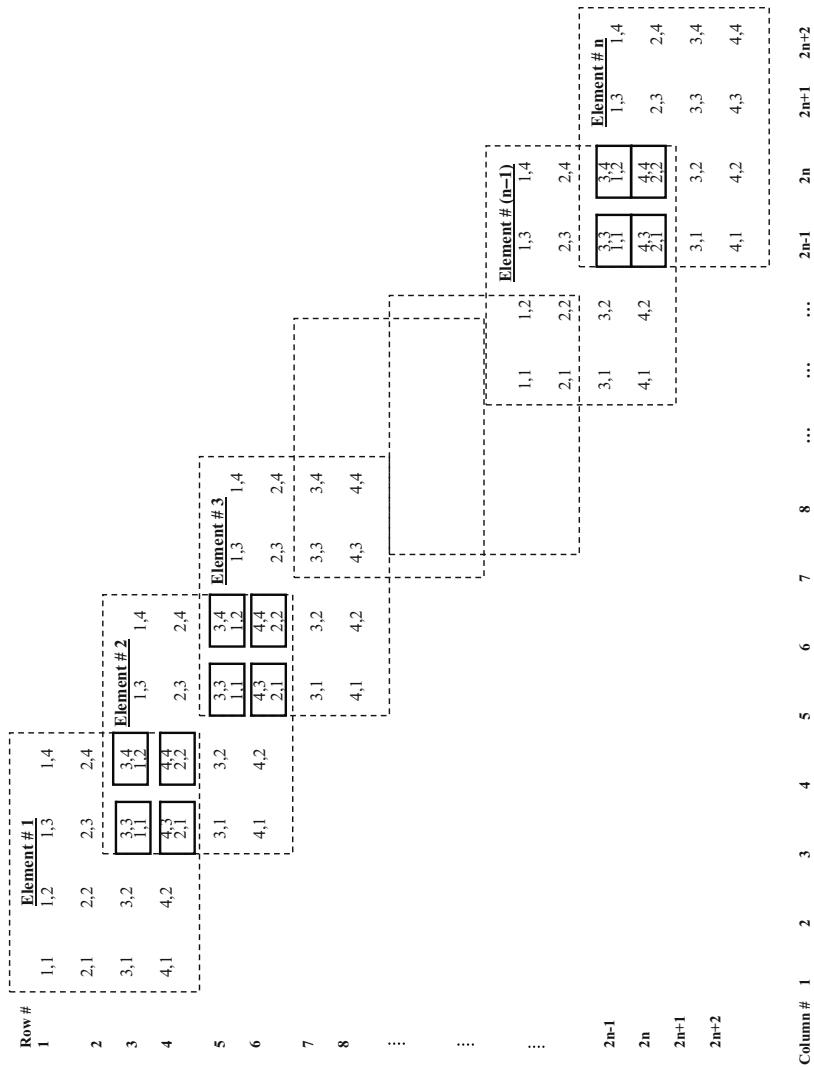 Row # Element # 1
1 1,1 1,2 1,3 1,4
2 2,1 2,2 2,3 2,4
Element # 2
3 3,1 3,2 3,3 3,4
1,1 1,2 1,3 1,4
4 4,1 4,2 4,3 4,4
2,1 2,2 2,3 2,4
Element # 3
5 3,1 3,2 3,3 3,4
1,1 1,2 1,3 1,4
6 4,1 4,2 4,3 4,4
2,1 2,2 2,3 2,4
7 3,1 3,2 3,3 3,4
8 4,1 4,2 4,3 4,4
....
....
Element # (n−1)
.... 1,1 1,2 1,3 1,4
2,1 2,2 2,3 2,4
Element # n
2n-1 3,1 3,2 3,3 3,4
1,1 1,2 1,3 1,4
2n 4,1 4,2 4,3 4,4
2,1 2,2 2,3 2,4
2n+1 3,1 3,2 3,3 3,4
2n+2 4,1 4,2 4,3 4,4
Column # 1 2 3 4 5 6 7 8 ... ... ... 2n-1 2n 2n+1 2n+2